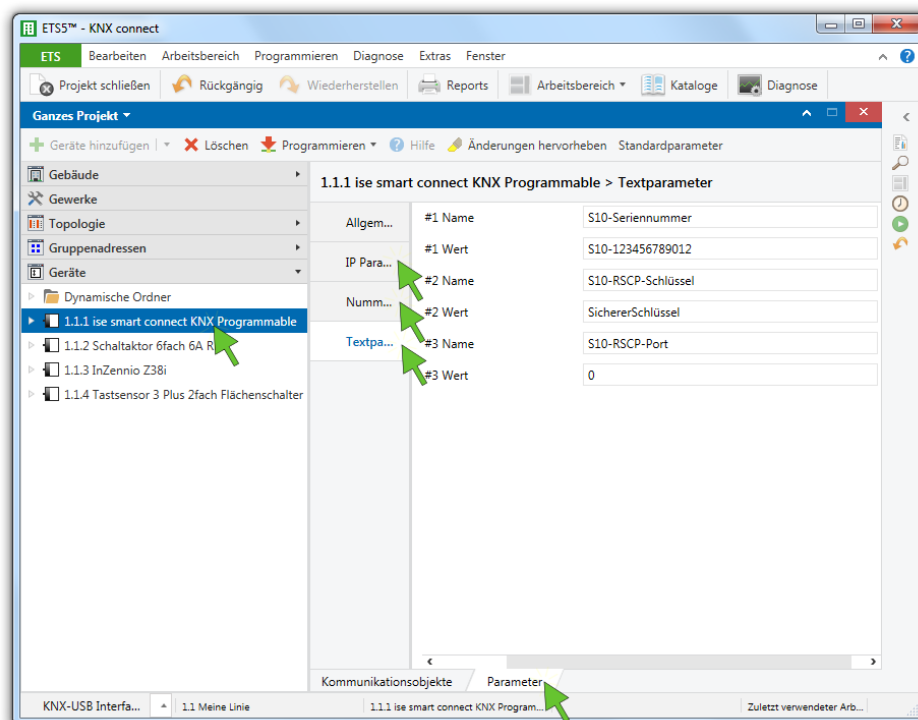 ETS5™ - KNX connect
ETS Bearbeiten Arbeitsbereich Programmieren Diagnose Extras Fenster
Projekt schließen Rückgängig Wiederherstellen Reports Arbeitsbereich Kataloge Diagnose
Ganzes Projekt
Geräte hinzufügen Löschen Programmieren Hilfe Änderungen hervorheben Standardparameter
Gebäude
Gewerke
Topologie
Gruppenadressen
Geräte
Dynamische Ordner
1.1.1 ise smart connect KNX Programmable
1.1.2 Schaltaktor 6fach 6A R
1.1.3 InZennio Z38i
1.1.4 Tastsensor 3 Plus 2fach Flächenschalter
1.1.1 ise smart connect KNX Programmable > Textparameter
Allgem...
IP Para...
Numm...
Textpa...
#1 Name S10-Seriennummer
#1 Wert S10-123456789012
#2 Name S10-RSCP-Schlüssel
#2 Wert SichererSchlüssel
#3 Name S10-RSCP-Port
#3 Wert 0
Kommunikationsobjekte Parameter
KNX-USB Interfa... 1.1 Meine Linie 1.1.1 ise smart connect KNX Program... Zuletzt verwendeter Arb...